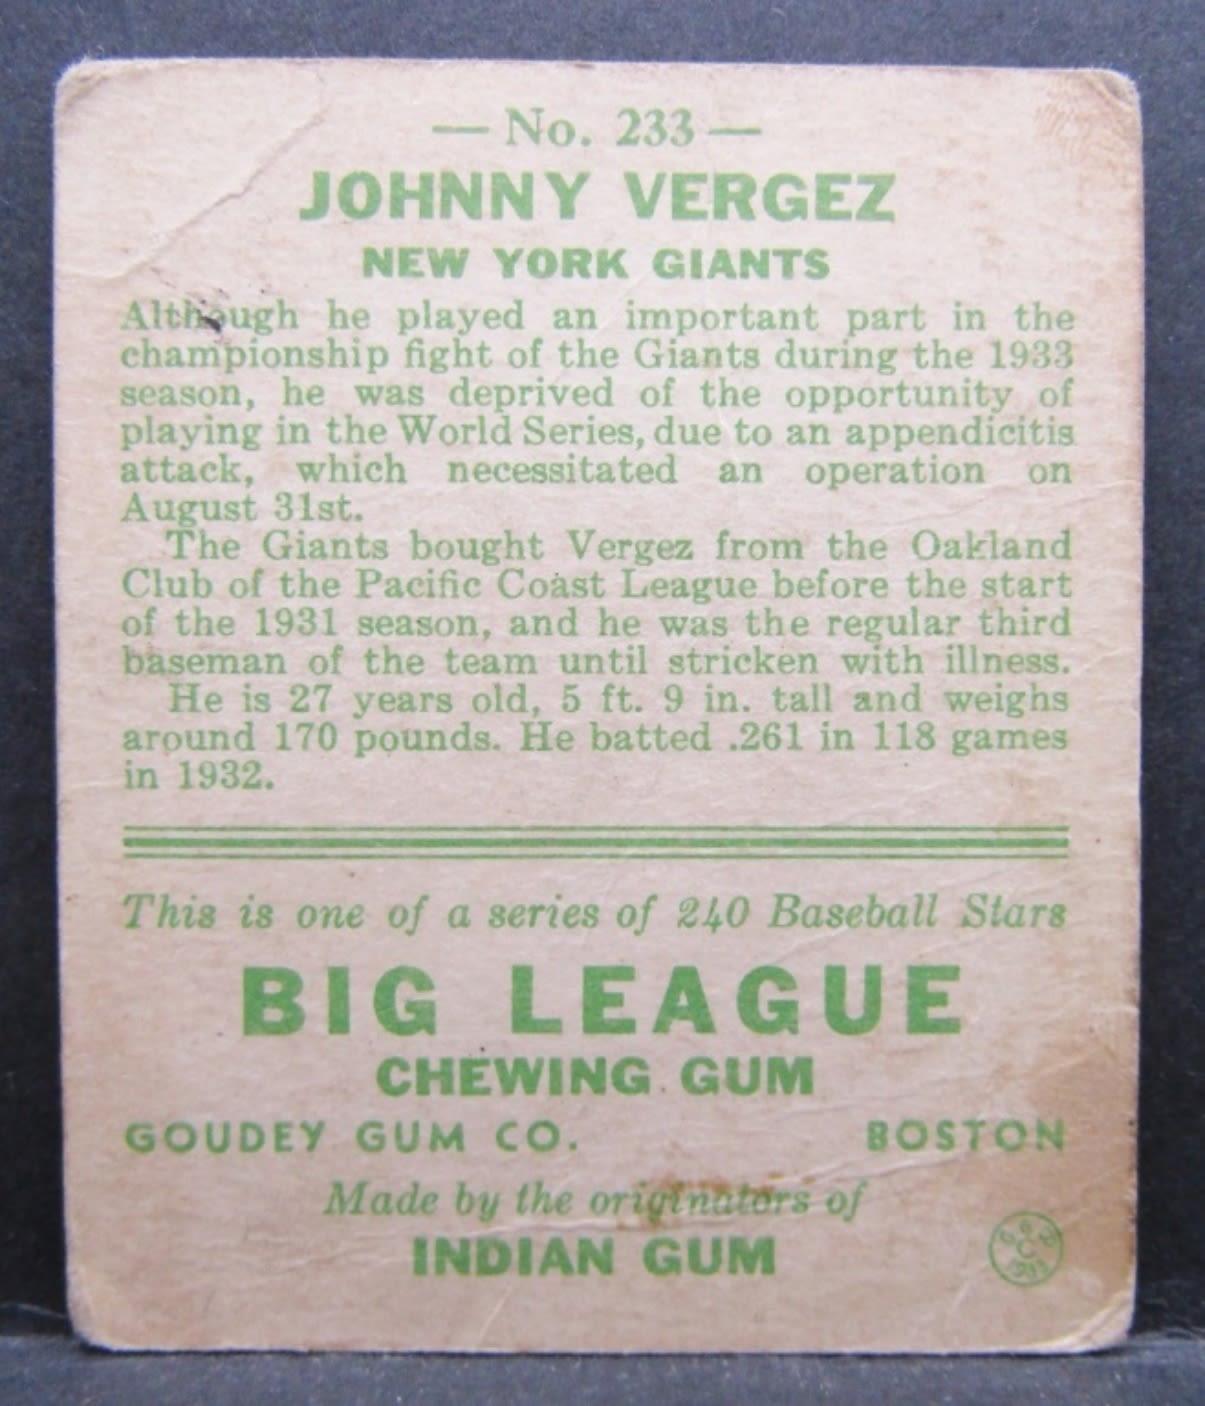 — No. 233 —
JOHNNY VERGEZ
NEW YORK GIANTS
Although he played an important part in the
championship fight of the Giants during the 1933
season, he was deprived of the opportunity of
playing in the World Series, due to an appendicitis
attack, which necessitated an operation on
August 31st.
The Giants bought Vergez from the Oakland
Club of the Pacific Coast League before the start
of the 1931 season, and he was the regular third
baseman of the team until stricken with illness.
He is 27 years old, 5 ft. 9 in. tall and weighs
around 170 pounds. He batted .261 in 118 games
in 1932.
This is one of a series of 240 Baseball Stars
BIG LEAGUE
CHEWING GUM
GOUDEY GUM CO. BOSTON
Made by the originators of
INDIAN GUM